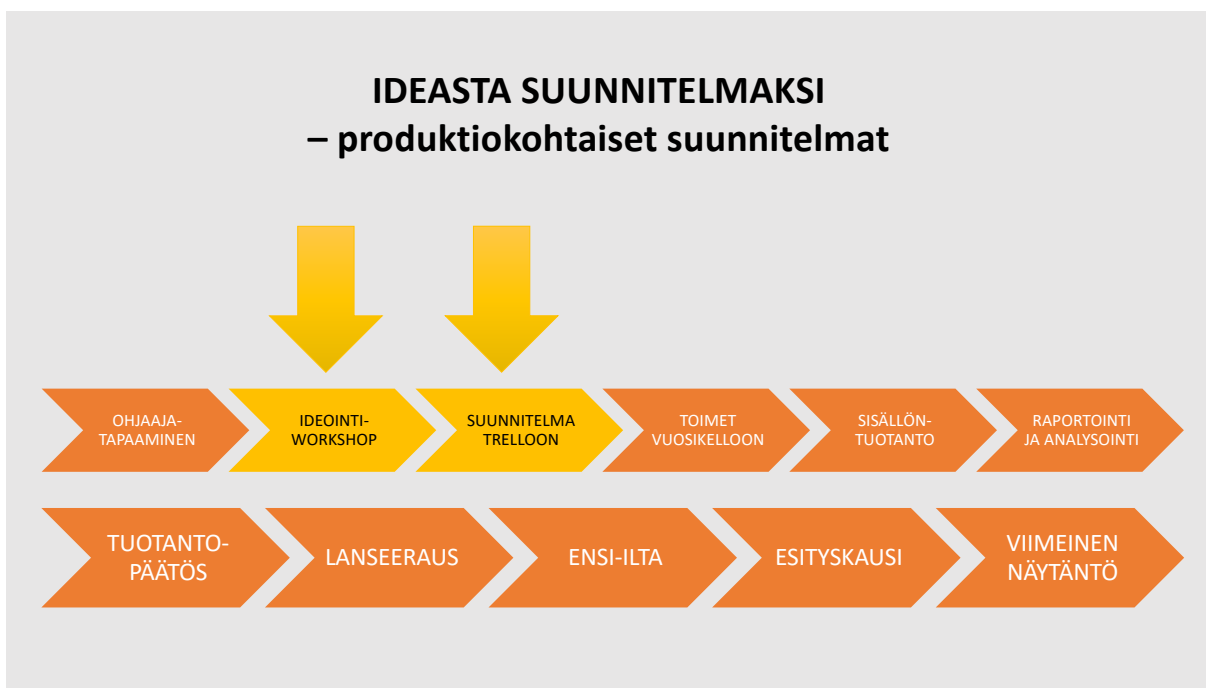 IDEASTA SUUNNITELMAKSI
– produktiokohtaiset suunnitelmat
OHJAAJA-
TAPAAMINEN
IDEOINTI-
WORKSHOP
SUUNNITELMA
TRELLOON
TOIMET
VUOSIKELLOON
SISÄLLÖN-
TUOTANTO
RAPORTOINTI
JA ANALYSOINTI
TUOTANTO-
PÄÄTÖS
LANSEERAUS
ENSI-ILTA
ESITYSKAUSI
VIIMEINEN
NÄYTÄNTÖ